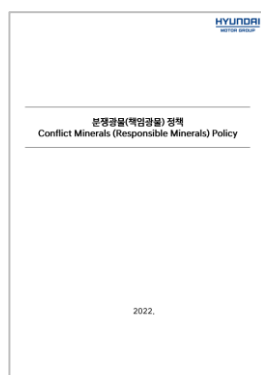 HYUNDAI
MOTOR GROUP
분쟁광물(책임광물) 정책
Conflict Minerals (Responsible Minerals) Policy
2022,